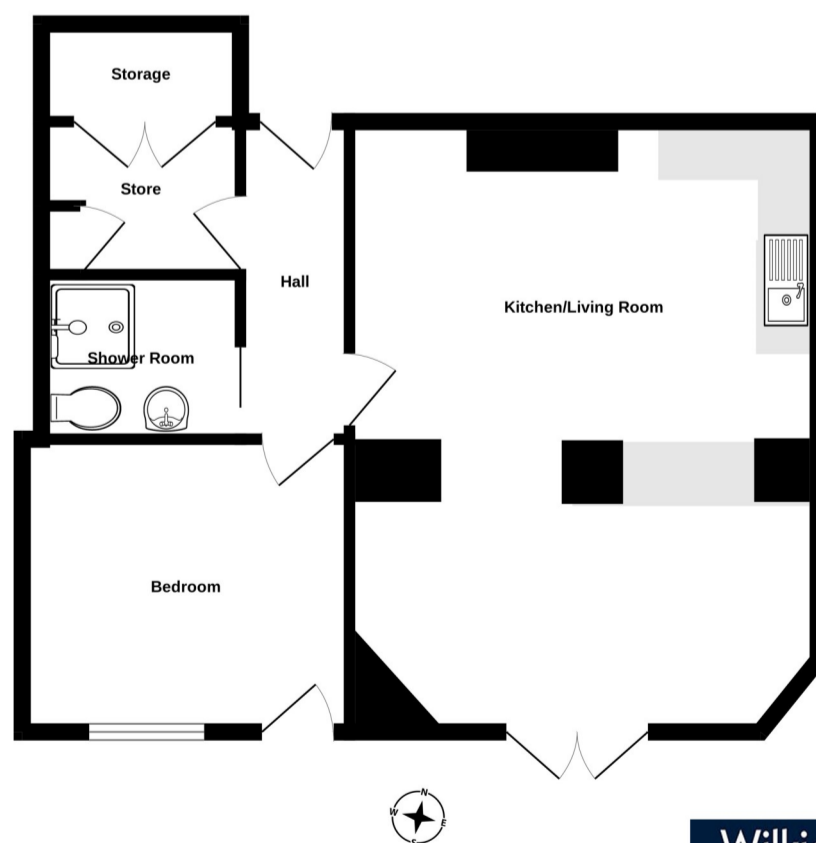 Storage
Store
Hall
Kitchen/Living Room
Shower Room
Bedroom
N
W
E
S